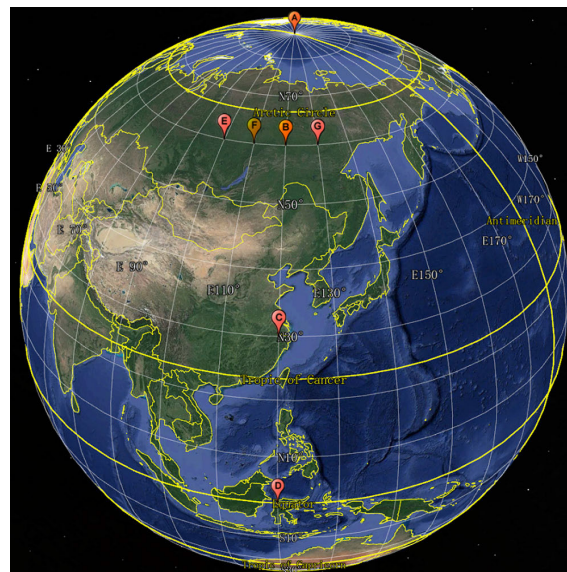 A
N70°
Arctic Circle
E
F
B
G
E 30°
E 50°
W150°
W170°
N50°
Antimeridian
E 70°
E170°
E 90°
E150°
E110°
E130°
C
N30°
Tropic of Cancer
N10°
D
Equator
S10°
Tropic of Capricorn